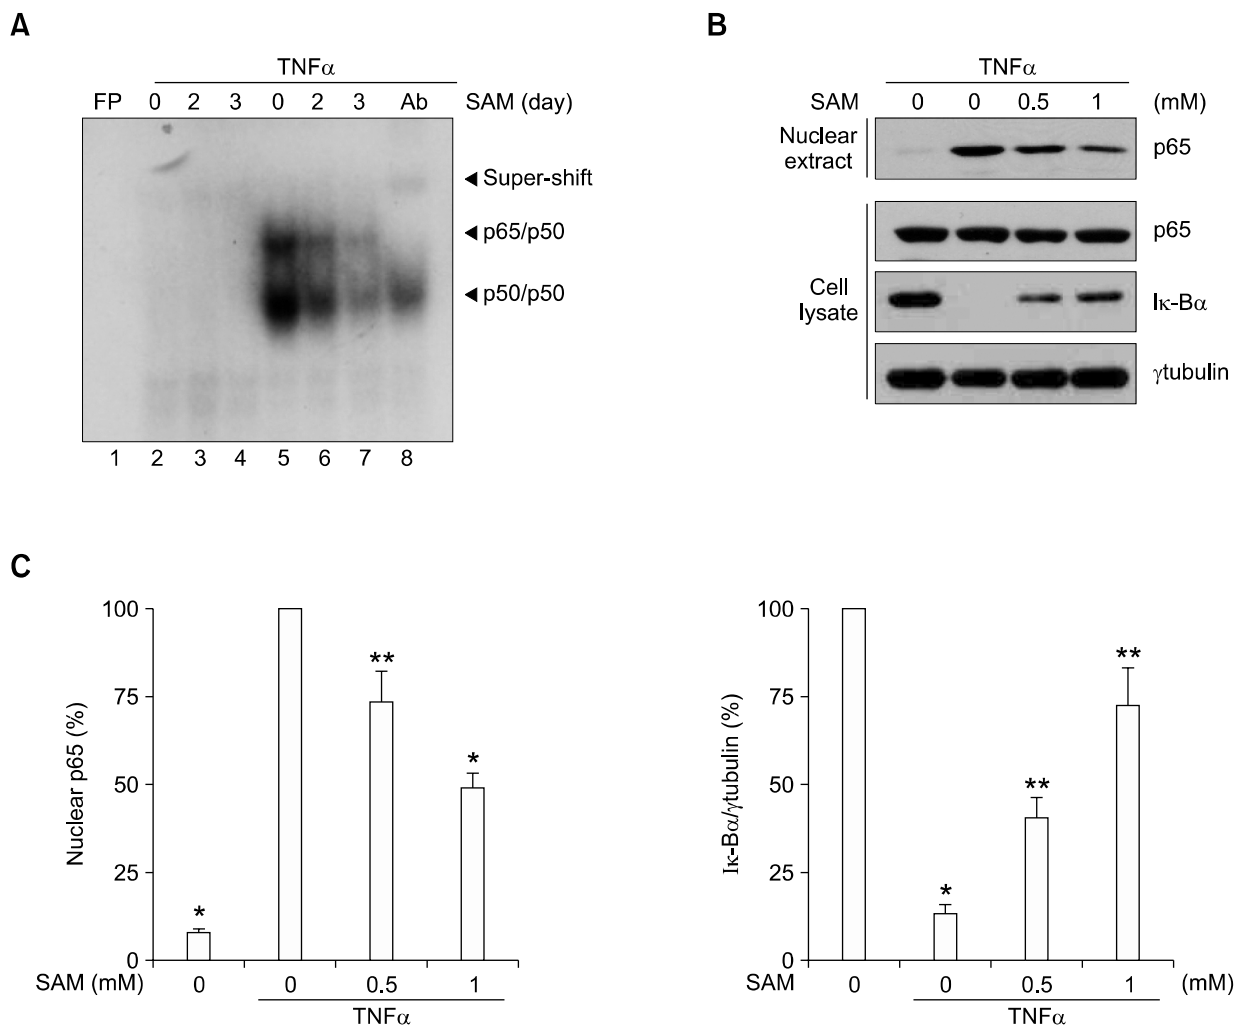 A
TNFα
FP 0 2 3 0 2 3 Ab SAM (day)
Super-shift
p65/p50
p50/p50
1 2 3 4 5 6 7 8
B
TNFα
SAM 0 0 0.5 1 (mM)
Nuclear
extract
p65
p65
Cell
lysate
Iκ-Bα
γtubulin
C
Nuclear p65 (%)
100
75
50
25
0
*
**
*
SAM (mM) 0 0 0.5 1
TNFα
Iκ-Bα/γtubulin (%)
100
75
50
25
0
*
**
**
SAM 0 0 0.5 1 (mM)
TNFα